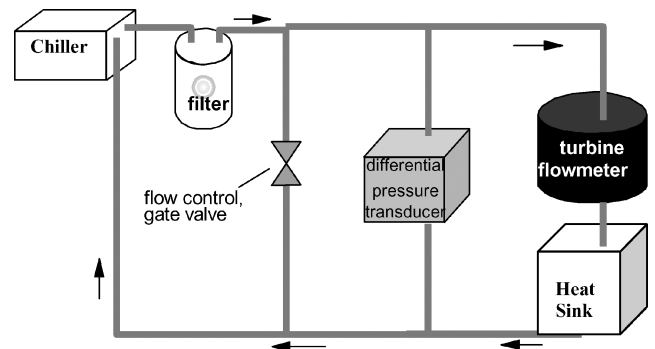 Chiller
filter
flow control,
gate valve
differential
pressure
transducer
turbine
flowmeter
Heat
Sink